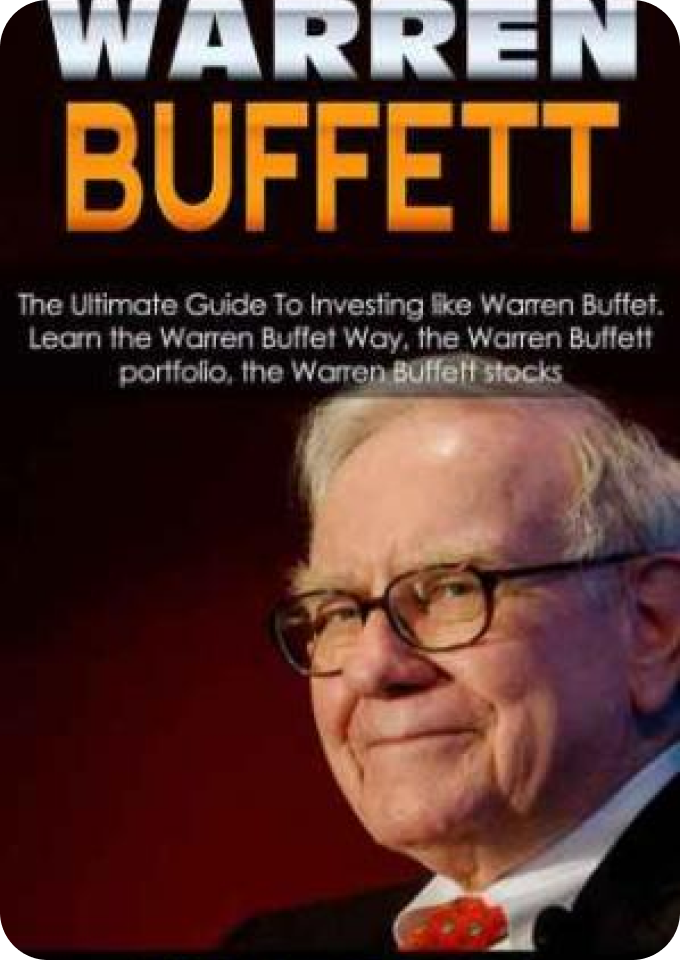 WARREN
BUFFETT
The Ultimate Guide To Investing like Warren Buffet.
Learn the Warren Buffet Way, the Warren Buffett
portfolio, the Warren Buffett stocks